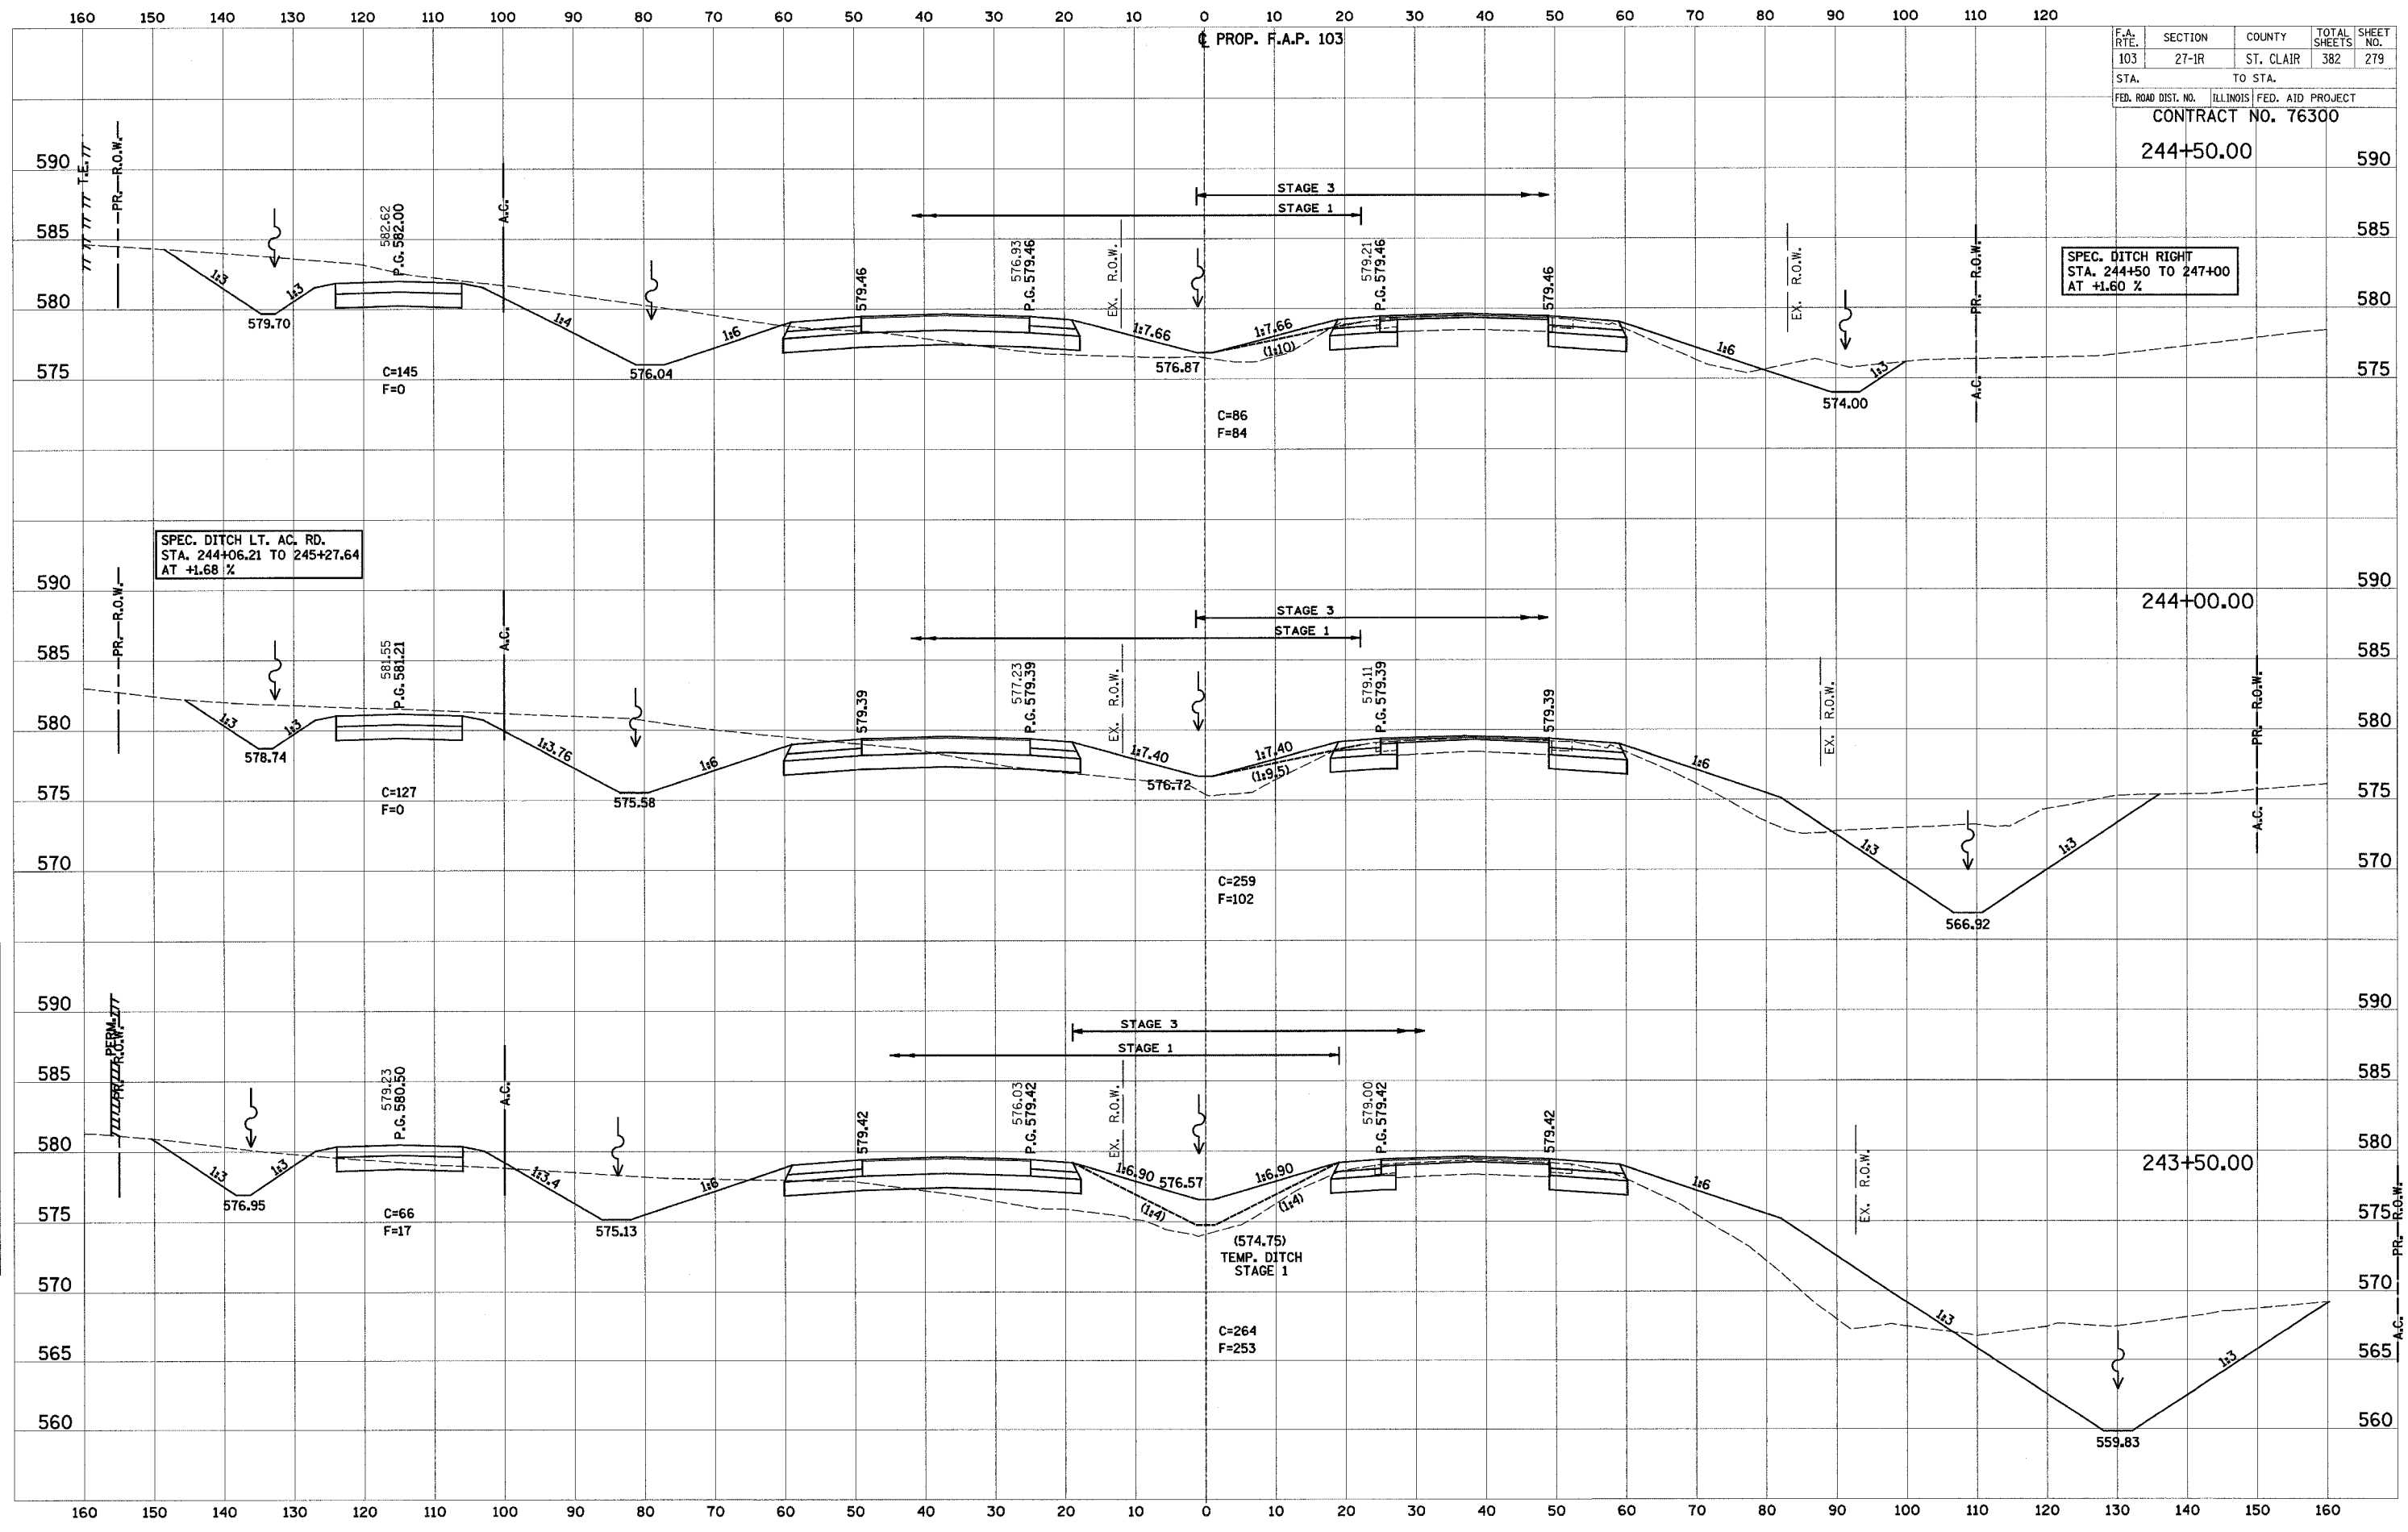 160 150 140 130 120 110 100 90 80 70 60 50 40 30 20 10 0 10 20 30 40 50 60 70 80 90 100 110 120
℄ PROP. F.A.P. 103
F.A. RTE. SECTION COUNTY TOTAL SHEETS SHEET NO.
103 27-1R ST. CLAIR 382 279
STA. TO STA.
FED. ROAD DIST. NO. ILLINOIS FED. AID PROJECT
CONTRACT NO. 76300
244+50.00
590 590
585 585
580 580
575 575
T.E.
PR. R.O.W.
582.62
P.G. 582.00
A.C.
STAGE 3
STAGE 1
576.93
P.G. 579.46
EX. R.O.W.
579.21
P.G. 579.46
579.46
579.46
EX. R.O.W.
PR. R.O.W.
A.C.
SPEC. DITCH RIGHT
STA. 244+50 TO 247+00
AT +1.60 %
1:3 1:3 1:4 1:6 1:7.66 1:7.66 (1:10) 1:6 1:3
579.70 576.04 576.87 574.00
C=145
F=0
C=86
F=84
SPEC. DITCH LT. AC. RD.
STA. 244+06.21 TO 245+27.64
AT +1.68 %
244+00.00
590 590
585 585
580 580
575 575
570 570
PR. R.O.W.
581.55
P.G. 581.21
A.C.
STAGE 3
STAGE 1
579.39
577.23
P.G. 579.39
EX. R.O.W.
579.11
P.G. 579.39
579.39
EX. R.O.W.
PR. R.O.W.
A.C.
1:3 1:3 1:3.76 1:6 1:7.40 1:7.40 (1:9.5) 1:6 1:3 1:3
578.74 575.58 576.72 566.92
C=127
F=0
C=259
F=102
243+50.00
590 590
585 585
580 580
575 575
570 570
565 565
560 560
PERM.
PR. R.O.W.
579.23
P.G. 580.50
A.C.
STAGE 3
STAGE 1
579.42
576.03
P.G. 579.42
EX. R.O.W.
579.00
P.G. 579.42
579.42
EX. R.O.W.
PR. R.O.W.
A.C.
1:3 1:3 1:3.4 1:6 1:6.90 1:6.90 (1:4) (1:4) 1:6 1:3 1:3
576.95 575.13 576.57 559.83
(574.75)
TEMP. DITCH
STAGE 1
C=66
F=17
C=264
F=253
160 150 140 130 120 110 100 90 80 70 60 50 40 30 20 10 0 10 20 30 40 50 60 70 80 90 100 110 120 130 140 150 160